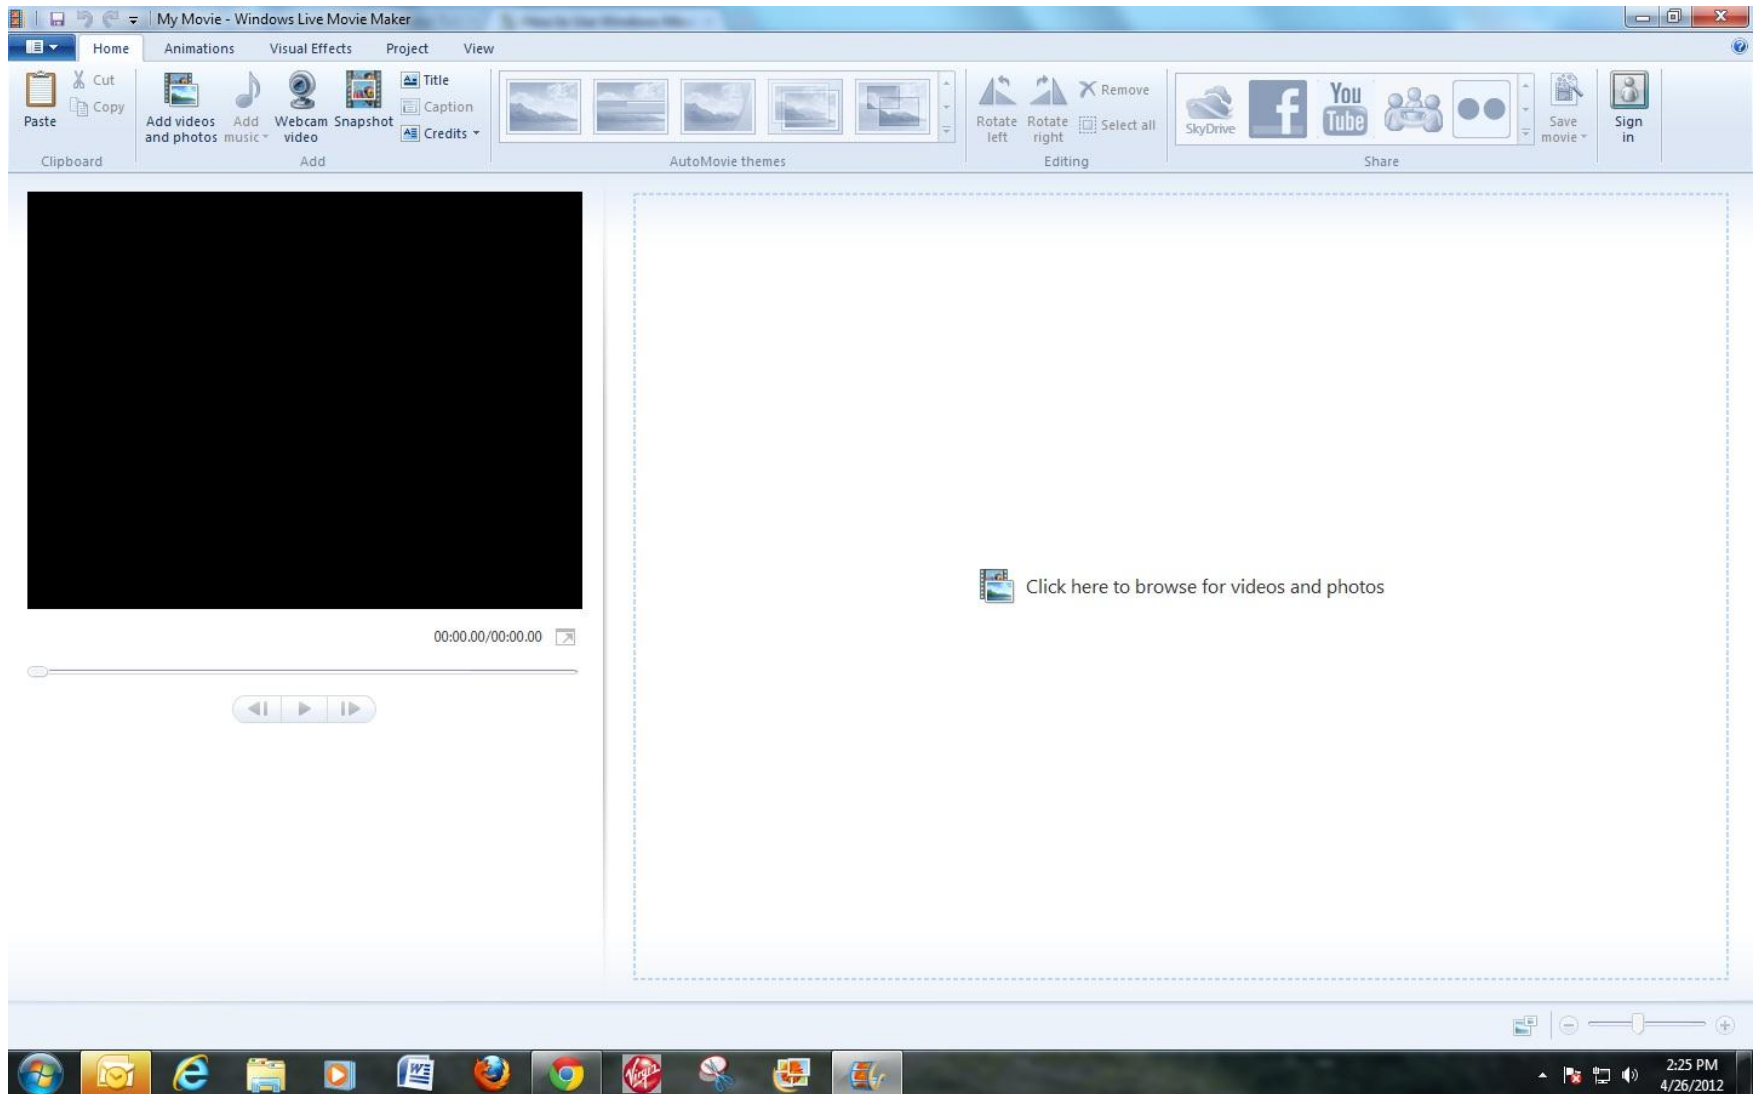 My Movie - Windows Live Movie Maker
Home Animations Visual Effects Project View
Paste
Cut
Copy
Clipboard
Add videos
and photos
Add
music
Webcam
video
Snapshot
Title
Caption
Credits
Add
AutoMovie themes
Rotate
left
Rotate
right
Remove
Select all
Editing
SkyDrive
f
You
Tube
Share
Save
movie
Sign
in
Click here to browse for videos and photos
00:00.00/00:00.00
Virgin
2:25 PM
4/26/2012